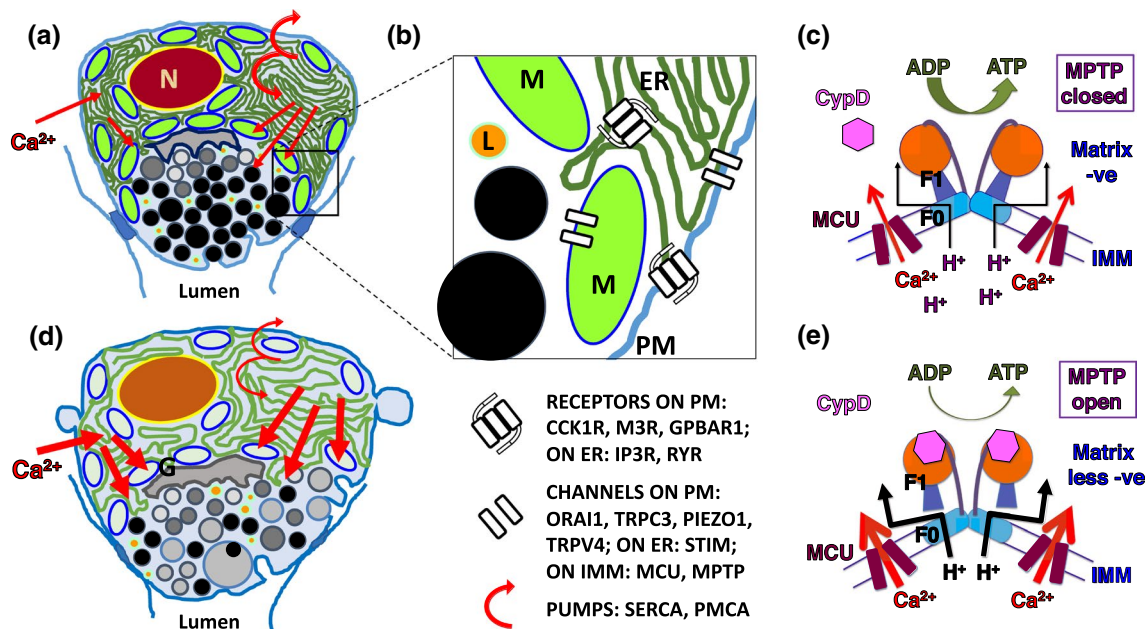 (a)
N
Ca²⁺
Lumen
(b)
M
ER
L
M
PM
(c)
ADP ATP
MPTP
closed
CypD
Matrix
-ve
F1
F0
MCU
IMM
Ca²⁺ H⁺ H⁺ Ca²⁺
H⁺ H⁺
(d)
Ca²⁺
G
Lumen
RECEPTORS ON PM:
CCK1R, M3R, GPBAR1;
ON ER: IP3R, RYR
CHANNELS ON PM:
ORAI1, TRPC3, PIEZO1,
TRPV4; ON ER: STIM;
ON IMM: MCU, MPTP
PUMPS: SERCA, PMCA
(e)
ADP ATP
MPTP
open
CypD
Matrix
less -ve
F1
F0
MCU
H⁺ H⁺
IMM
Ca²⁺ Ca²⁺